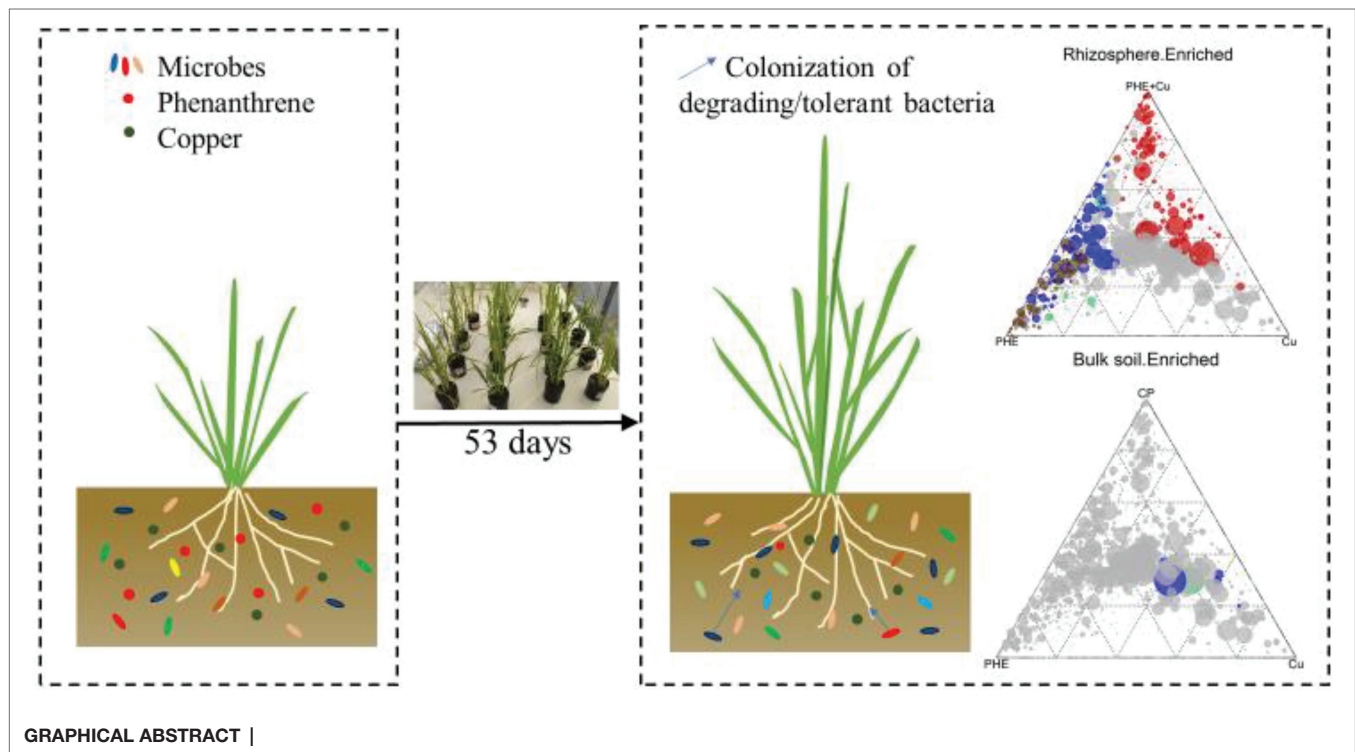 Microbes
Phenanthrene
Copper
53 days
Colonization of
degrading/tolerant bacteria
Rhizosphere.Enriched
PHE+Cu
PHE
Cu
Bulk soil.Enriched
CP
PHE
Cu
GRAPHICAL ABSTRACT |